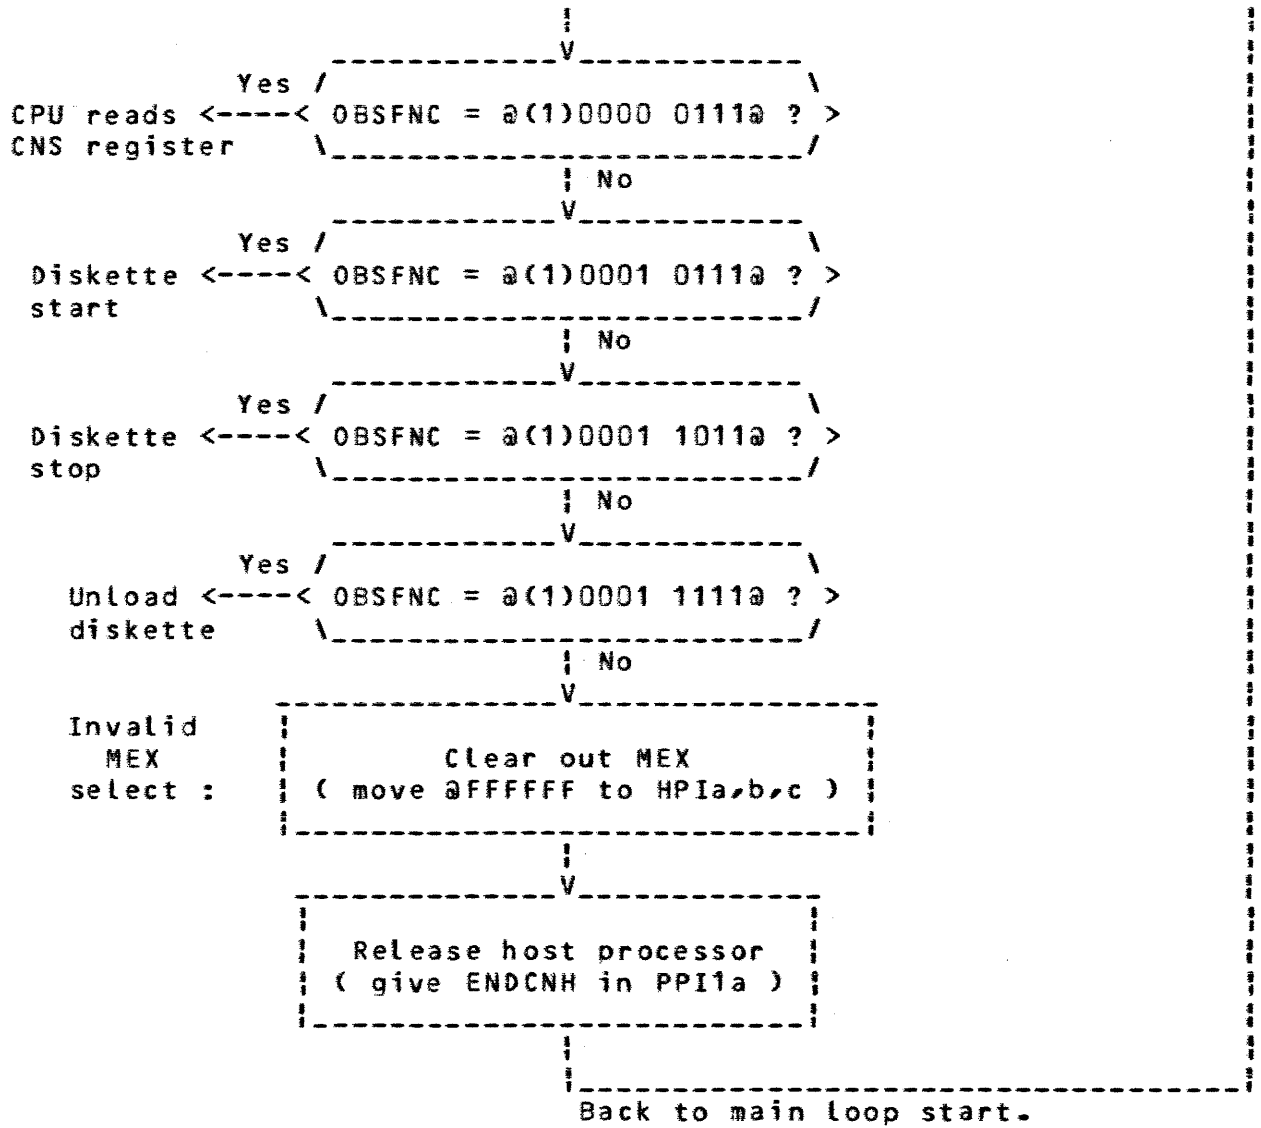 Yes
CPU reads <----< OBSFNC = @(1)0000 0111@ ? >
CNS register
No
Yes
Diskette <----< OBSFNC = @(1)0001 0111@ ? >
start
No
Yes
Diskette <----< OBSFNC = @(1)0001 1011@ ? >
stop
No
Yes
Unload <----< OBSFNC = @(1)0001 1111@ ? >
diskette
No
Invalid
MEX Clear out MEX
select : ( move @FFFFFF to HPIa,b,c )
Release host processor
( give ENDCNH in PPI1a )
Back to main loop start.